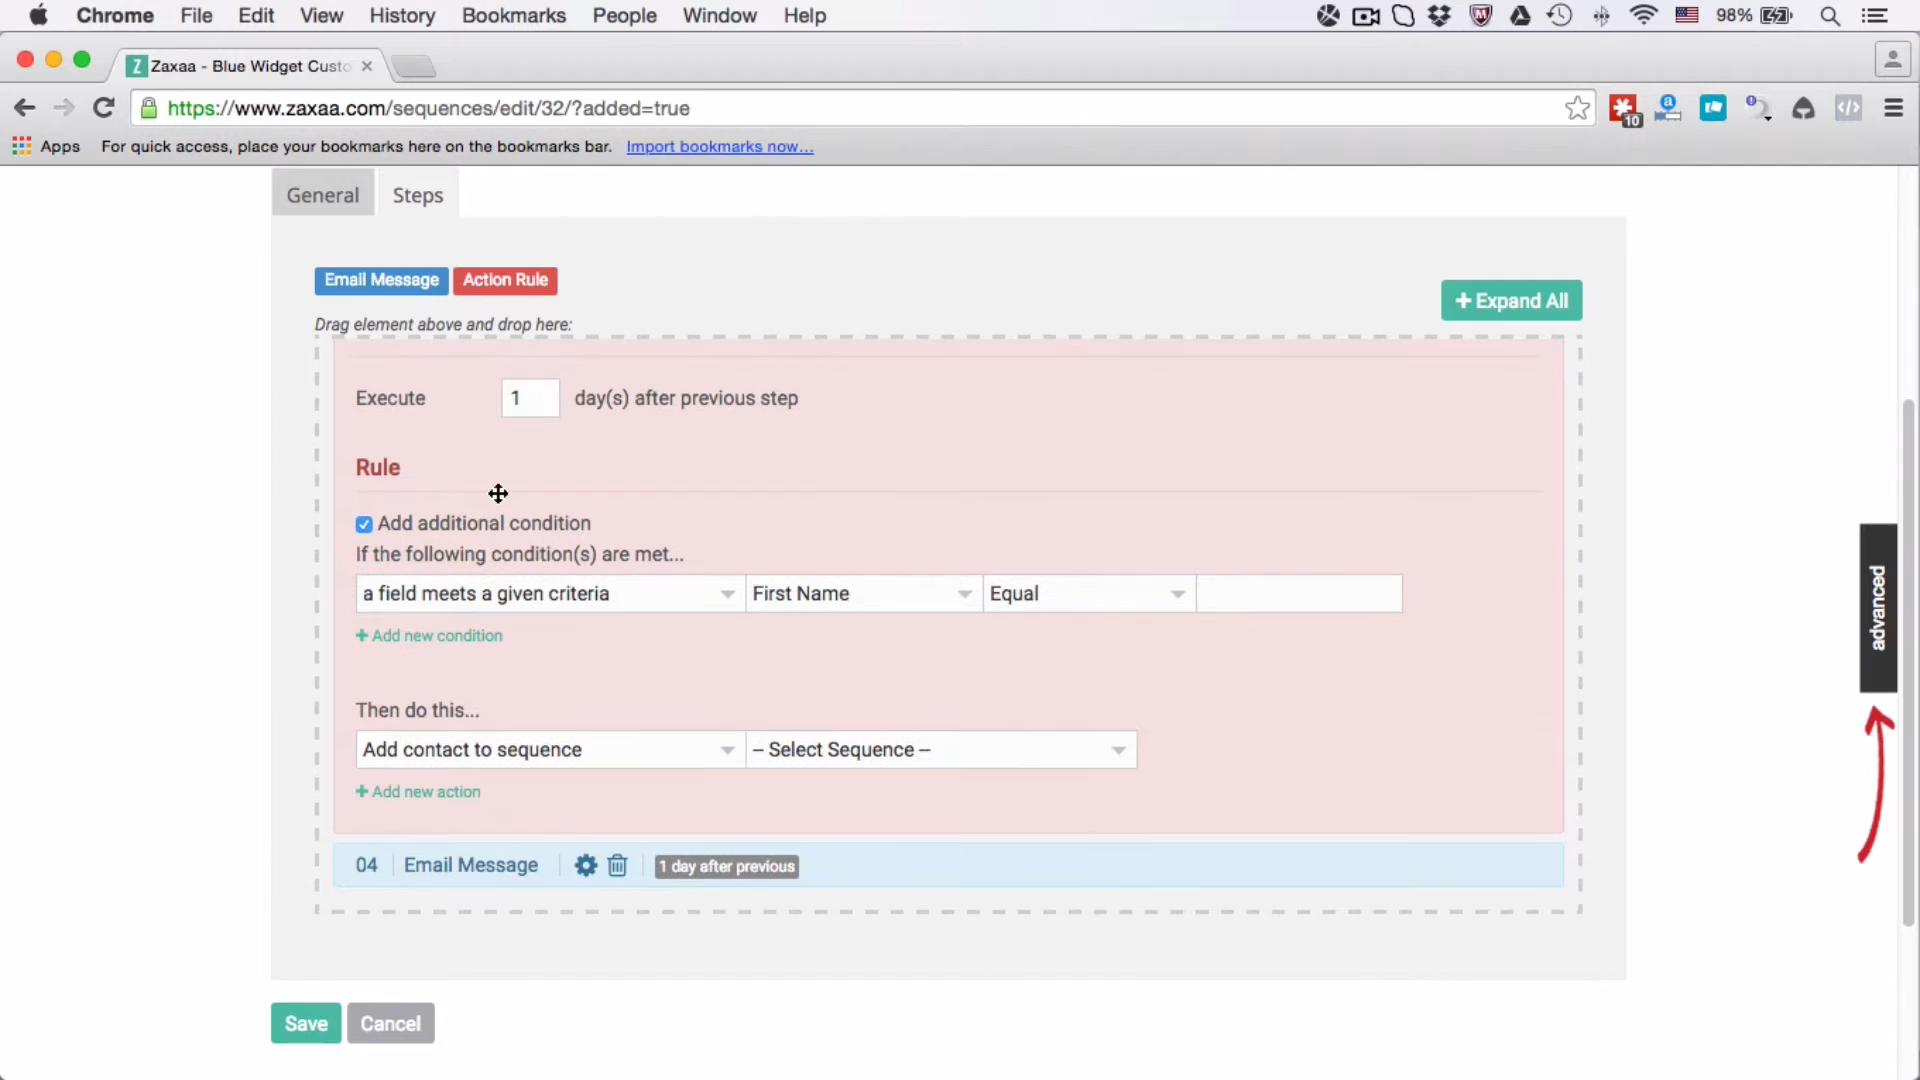 Chrome File Edit View History Bookmarks People Window Help 98%
Z Zaxaa - Blue Widget Custo
https://www.zaxaa.com/sequences/edit/32/?added=true 10
Apps For quick access, place your bookmarks here on the bookmarks bar. Import bookmarks now...
General Steps
Email Message Action Rule
+ Expand All
Drag element above and drop here:
Execute 1 day(s) after previous step
Rule
Add additional condition
If the following condition(s) are met...
a field meets a given criteria First Name Equal
+ Add new condition
advanced
Then do this...
Add contact to sequence – Select Sequence –
+ Add new action
04 Email Message 1 day after previous
Save Cancel